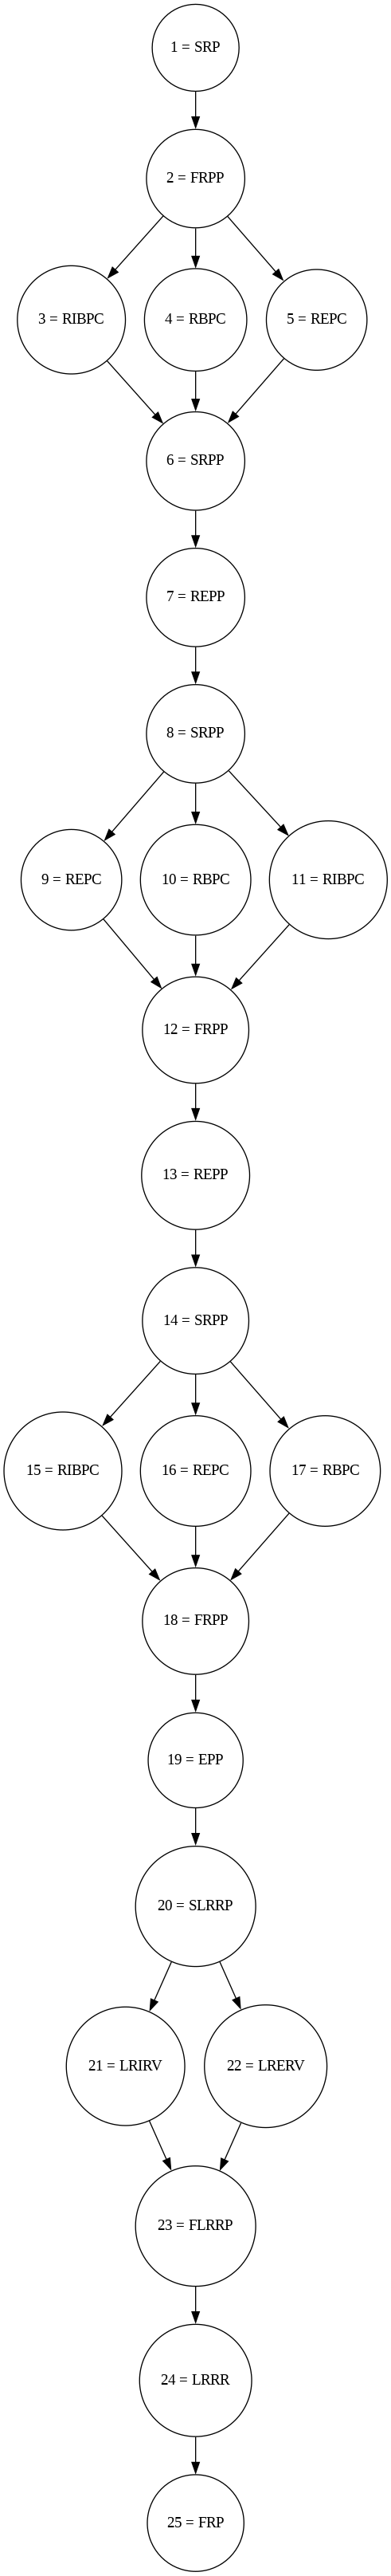 1 = SRP
2 = FRPP
3 = RIBPC
4 = RBPC
5 = REPC
6 = SRPP
7 = REPP
8 = SRPP
9 = REPC
10 = RBPC
11 = RIBPC
12 = FRPP
13 = REPP
14 = SRPP
15 = RIBPC
16 = REPC
17 = RBPC
18 = FRPP
19 = EPP
20 = SLRRP
21 = LRIRV
22 = LRERV
23 = FLRRP
24 = LRRR
25 = FRP